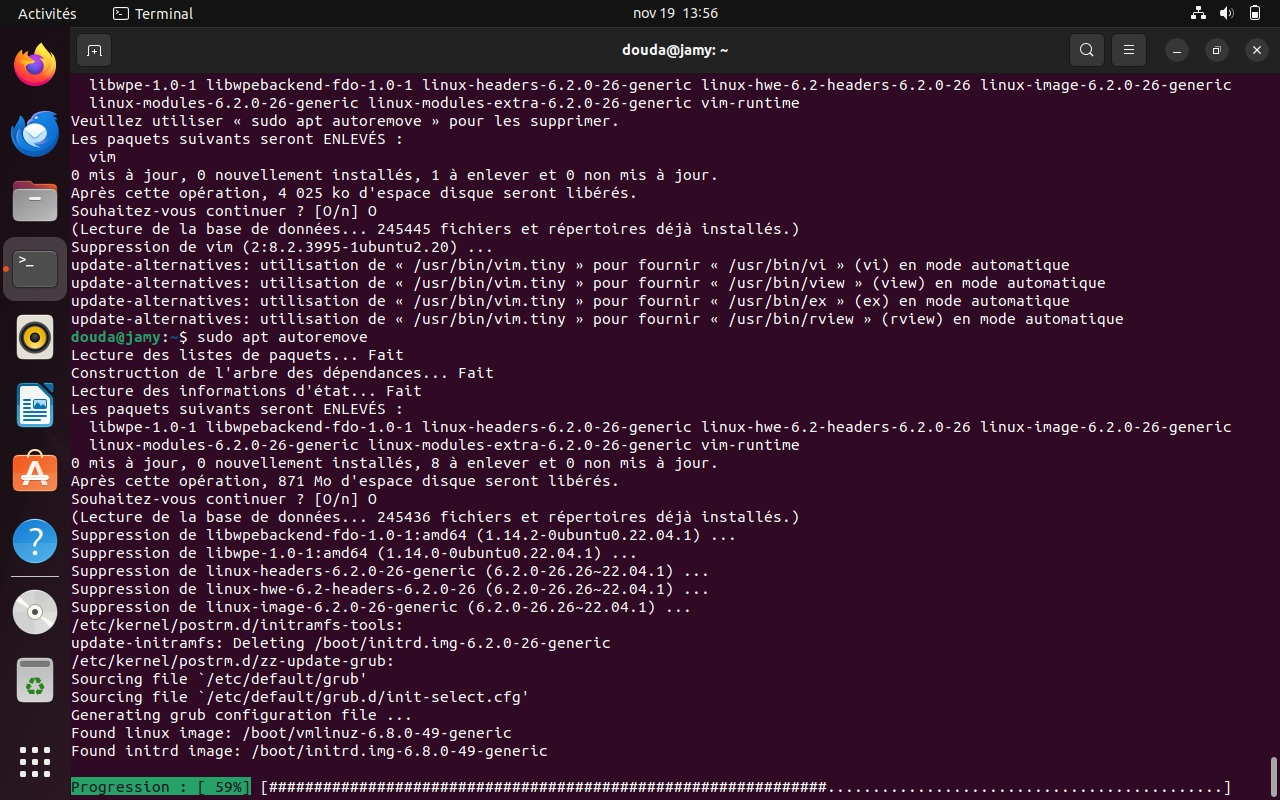 Activités Terminal nov 19 13:56
douda@jamy: ~
  libwpe-1.0-1 libwpebackend-fdo-1.0-1 linux-headers-6.2.0-26-generic linux-hwe-6.2-headers-6.2.0-26 linux-image-6.2.0-26-generic
  linux-modules-6.2.0-26-generic linux-modules-extra-6.2.0-26-generic vim-runtime
Veuillez utiliser « sudo apt autoremove » pour les supprimer.
Les paquets suivants seront ENLEVÉS :
  vim
0 mis à jour, 0 nouvellement installés, 1 à enlever et 0 non mis à jour.
Après cette opération, 4 025 ko d'espace disque seront libérés.
Souhaitez-vous continuer ? [O/n] O
(Lecture de la base de données... 245445 fichiers et répertoires déjà installés.)
Suppression de vim (2:8.2.3995-1ubuntu2.20) ...
update-alternatives: utilisation de « /usr/bin/vim.tiny » pour fournir « /usr/bin/vi » (vi) en mode automatique
update-alternatives: utilisation de « /usr/bin/vim.tiny » pour fournir « /usr/bin/view » (view) en mode automatique
update-alternatives: utilisation de « /usr/bin/vim.tiny » pour fournir « /usr/bin/ex » (ex) en mode automatique
update-alternatives: utilisation de « /usr/bin/vim.tiny » pour fournir « /usr/bin/rview » (rview) en mode automatique
douda@jamy:~$ sudo apt autoremove
Lecture des listes de paquets... Fait
Construction de l'arbre des dépendances... Fait
Lecture des informations d'état... Fait
Les paquets suivants seront ENLEVÉS :
  libwpe-1.0-1 libwpebackend-fdo-1.0-1 linux-headers-6.2.0-26-generic linux-hwe-6.2-headers-6.2.0-26 linux-image-6.2.0-26-generic
  linux-modules-6.2.0-26-generic linux-modules-extra-6.2.0-26-generic vim-runtime
0 mis à jour, 0 nouvellement installés, 8 à enlever et 0 non mis à jour.
Après cette opération, 871 Mo d'espace disque seront libérés.
Souhaitez-vous continuer ? [O/n] O
(Lecture de la base de données... 245436 fichiers et répertoires déjà installés.)
Suppression de libwpebackend-fdo-1.0-1:amd64 (1.14.2-0ubuntu0.22.04.1) ...
Suppression de libwpe-1.0-1:amd64 (1.14.0-0ubuntu0.22.04.1) ...
Suppression de linux-headers-6.2.0-26-generic (6.2.0-26.26~22.04.1) ...
Suppression de linux-hwe-6.2-headers-6.2.0-26 (6.2.0-26.26~22.04.1) ...
Suppression de linux-image-6.2.0-26-generic (6.2.0-26.26~22.04.1) ...
/etc/kernel/postrm.d/initramfs-tools:
update-initramfs: Deleting /boot/initrd.img-6.2.0-26-generic
/etc/kernel/postrm.d/zz-update-grub:
Sourcing file `/etc/default/grub'
Sourcing file `/etc/default/grub.d/init-select.cfg'
Generating grub configuration file ...
Found linux image: /boot/vmlinuz-6.8.0-49-generic
Found initrd image: /boot/initrd.img-6.8.0-49-generic
Progression : [ 59%] [##############################################################............................................]